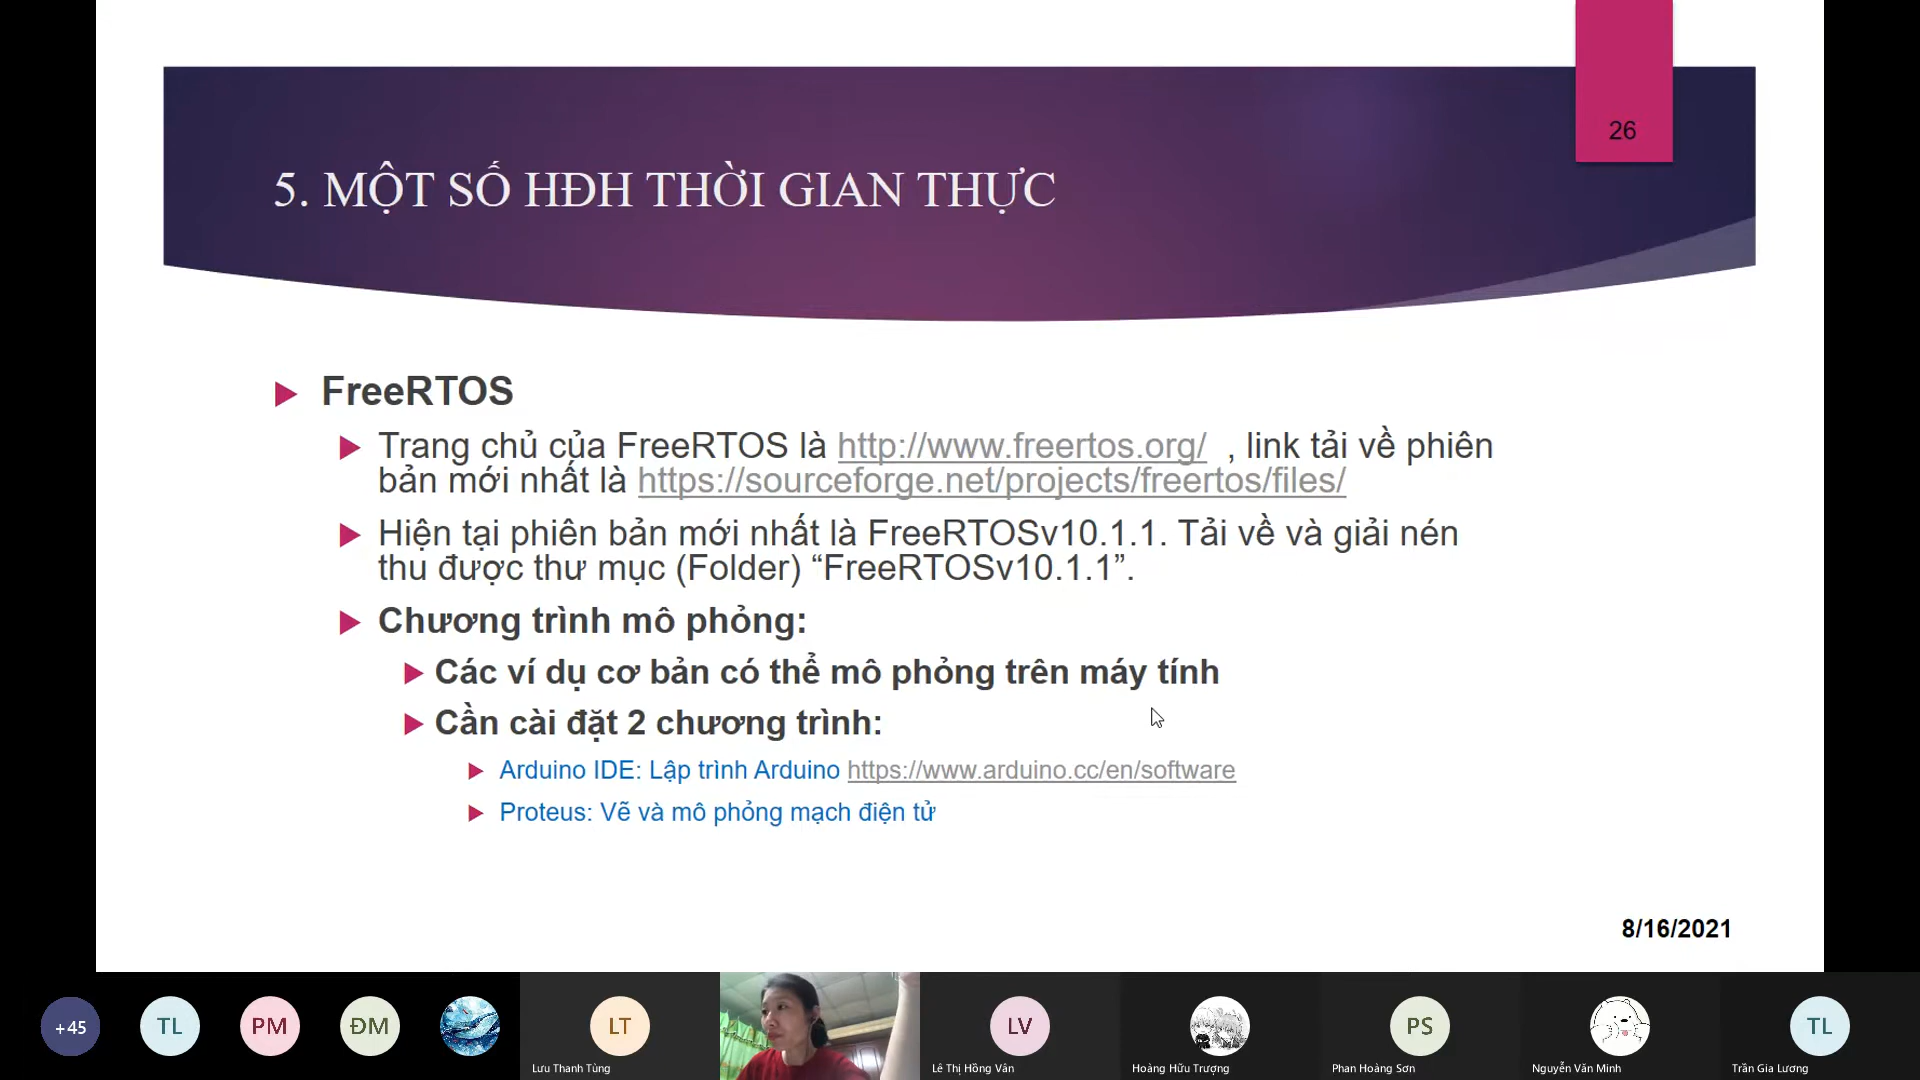 26
5. MỘT SỐ HĐH THỜI GIAN THỰC
FreeRTOS
Trang chủ của FreeRTOS là http://www.freertos.org/ , link tải về phiên
bản mới nhất là https://sourceforge.net/projects/freertos/files/
Hiện tại phiên bản mới nhất là FreeRTOSv10.1.1. Tải về và giải nén
thu được thư mục (Folder) “FreeRTOSv10.1.1”.
Chương trình mô phỏng:
Các ví dụ cơ bản có thể mô phỏng trên máy tính
Cần cài đặt 2 chương trình:
Arduino IDE: Lập trình Arduino https://www.arduino.cc/en/software
Proteus: Vẽ và mô phỏng mạch điện tử
8/16/2021
+45 TL PM ĐM LT LV PS TL
Lưu Thanh Tùng Lê Thị Hồng Vân Hoàng Hữu Trượng Phan Hoàng Sơn Nguyễn Văn Minh Trần Gia Lương